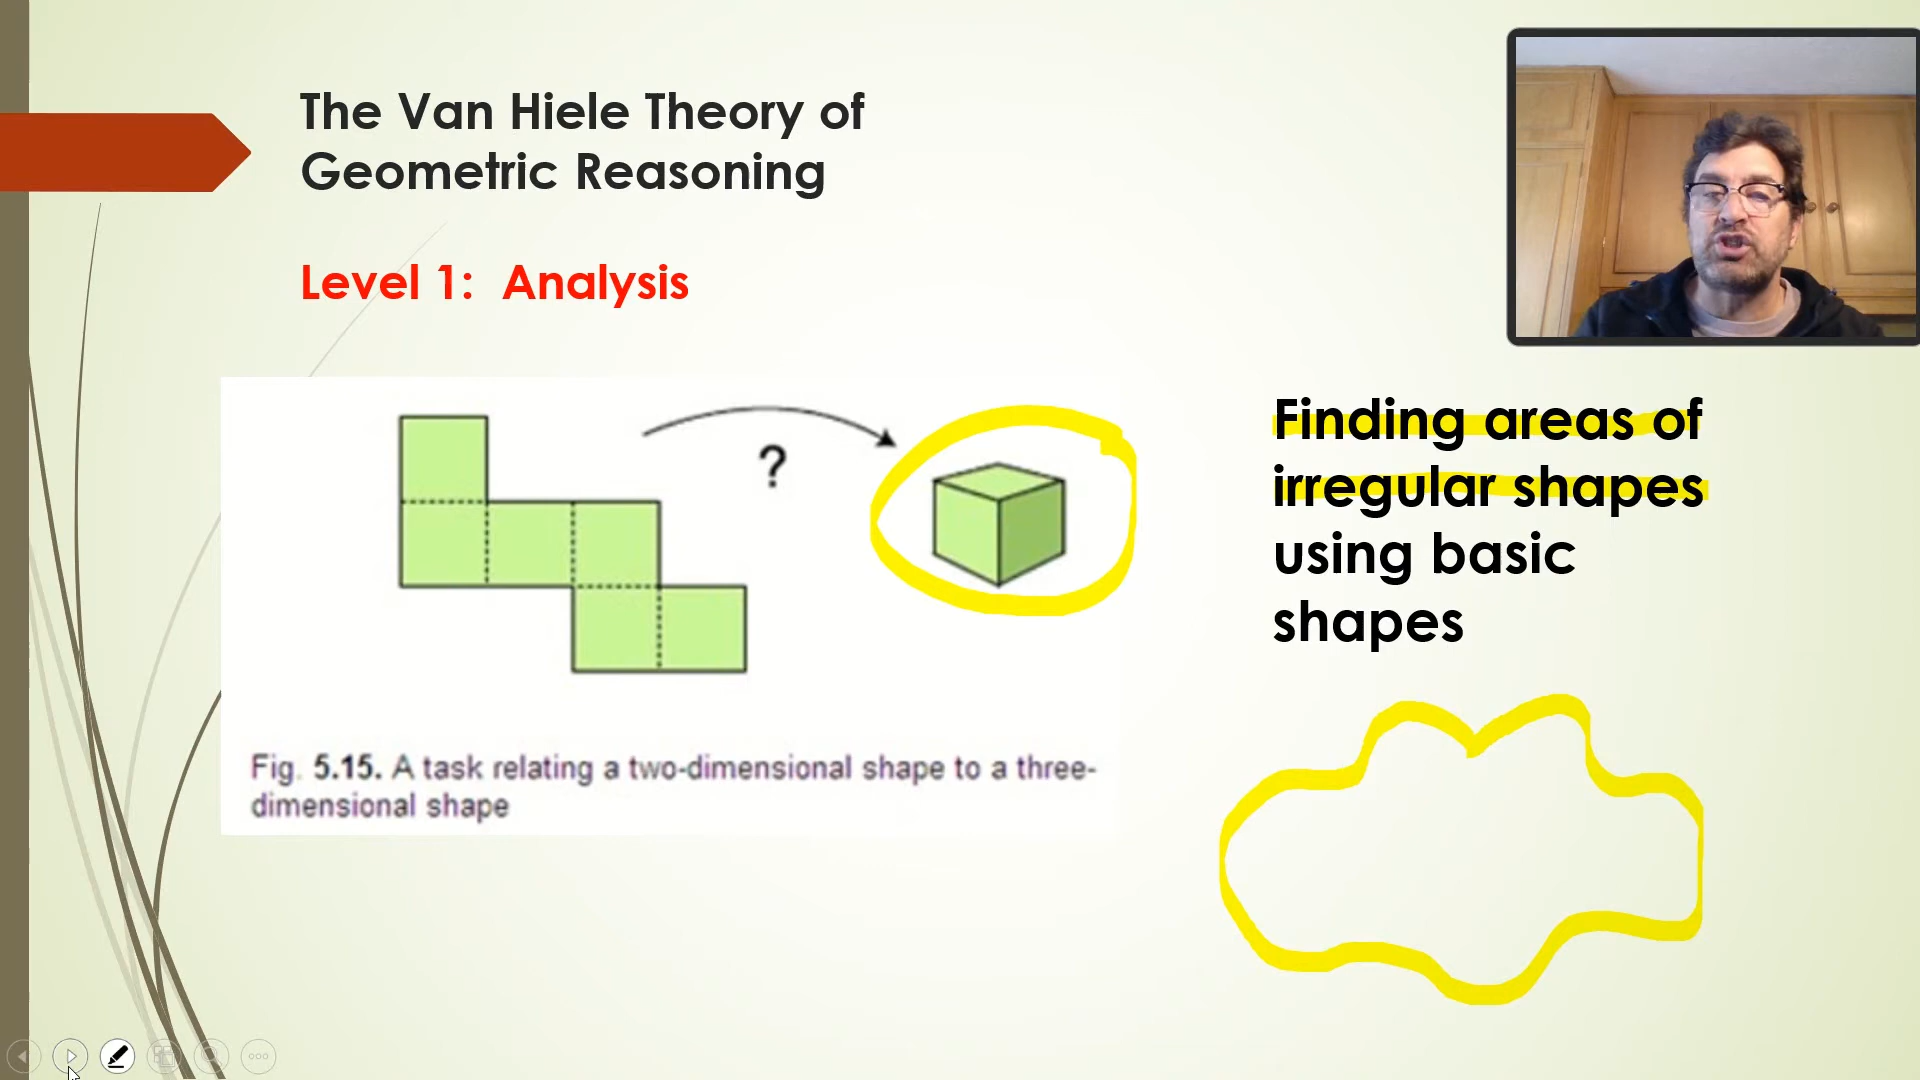 The Van Hiele Theory of
Geometric Reasoning
Level 1: Analysis
?
Fig. 5.15. A task relating a two-dimensional shape to a three-
dimensional shape
Finding areas of
irregular shapes
using basic
shapes